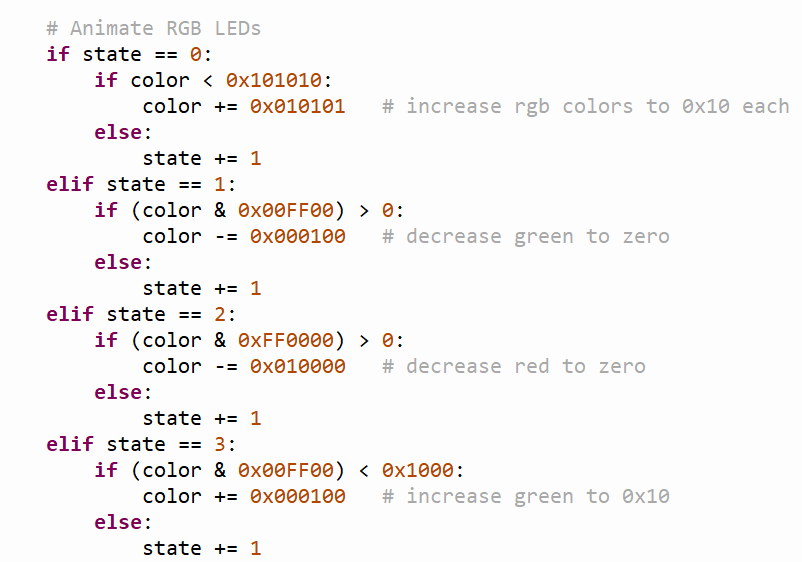 # Animate RGB LEDs
if state == 0:
    if color < 0x101010:
        color += 0x010101   # increase rgb colors to 0x10 each
    else:
        state += 1
elif state == 1:
    if (color & 0x00FF00) > 0:
        color -= 0x000100   # decrease green to zero
    else:
        state += 1
elif state == 2:
    if (color & 0xFF0000) > 0:
        color -= 0x010000   # decrease red to zero
    else:
        state += 1
elif state == 3:
    if (color & 0x00FF00) < 0x1000:
        color += 0x000100   # increase green to 0x10
    else:
        state += 1